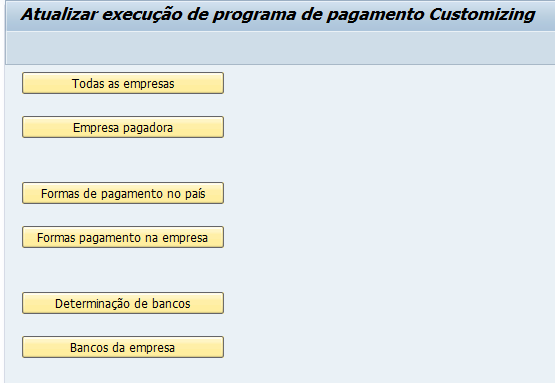 Atualizar execução de programa de pagamento Customizing
Todas as empresas
Empresa pagadora
Formas de pagamento no país
Formas pagamento na empresa
Determinação de bancos
Bancos da empresa